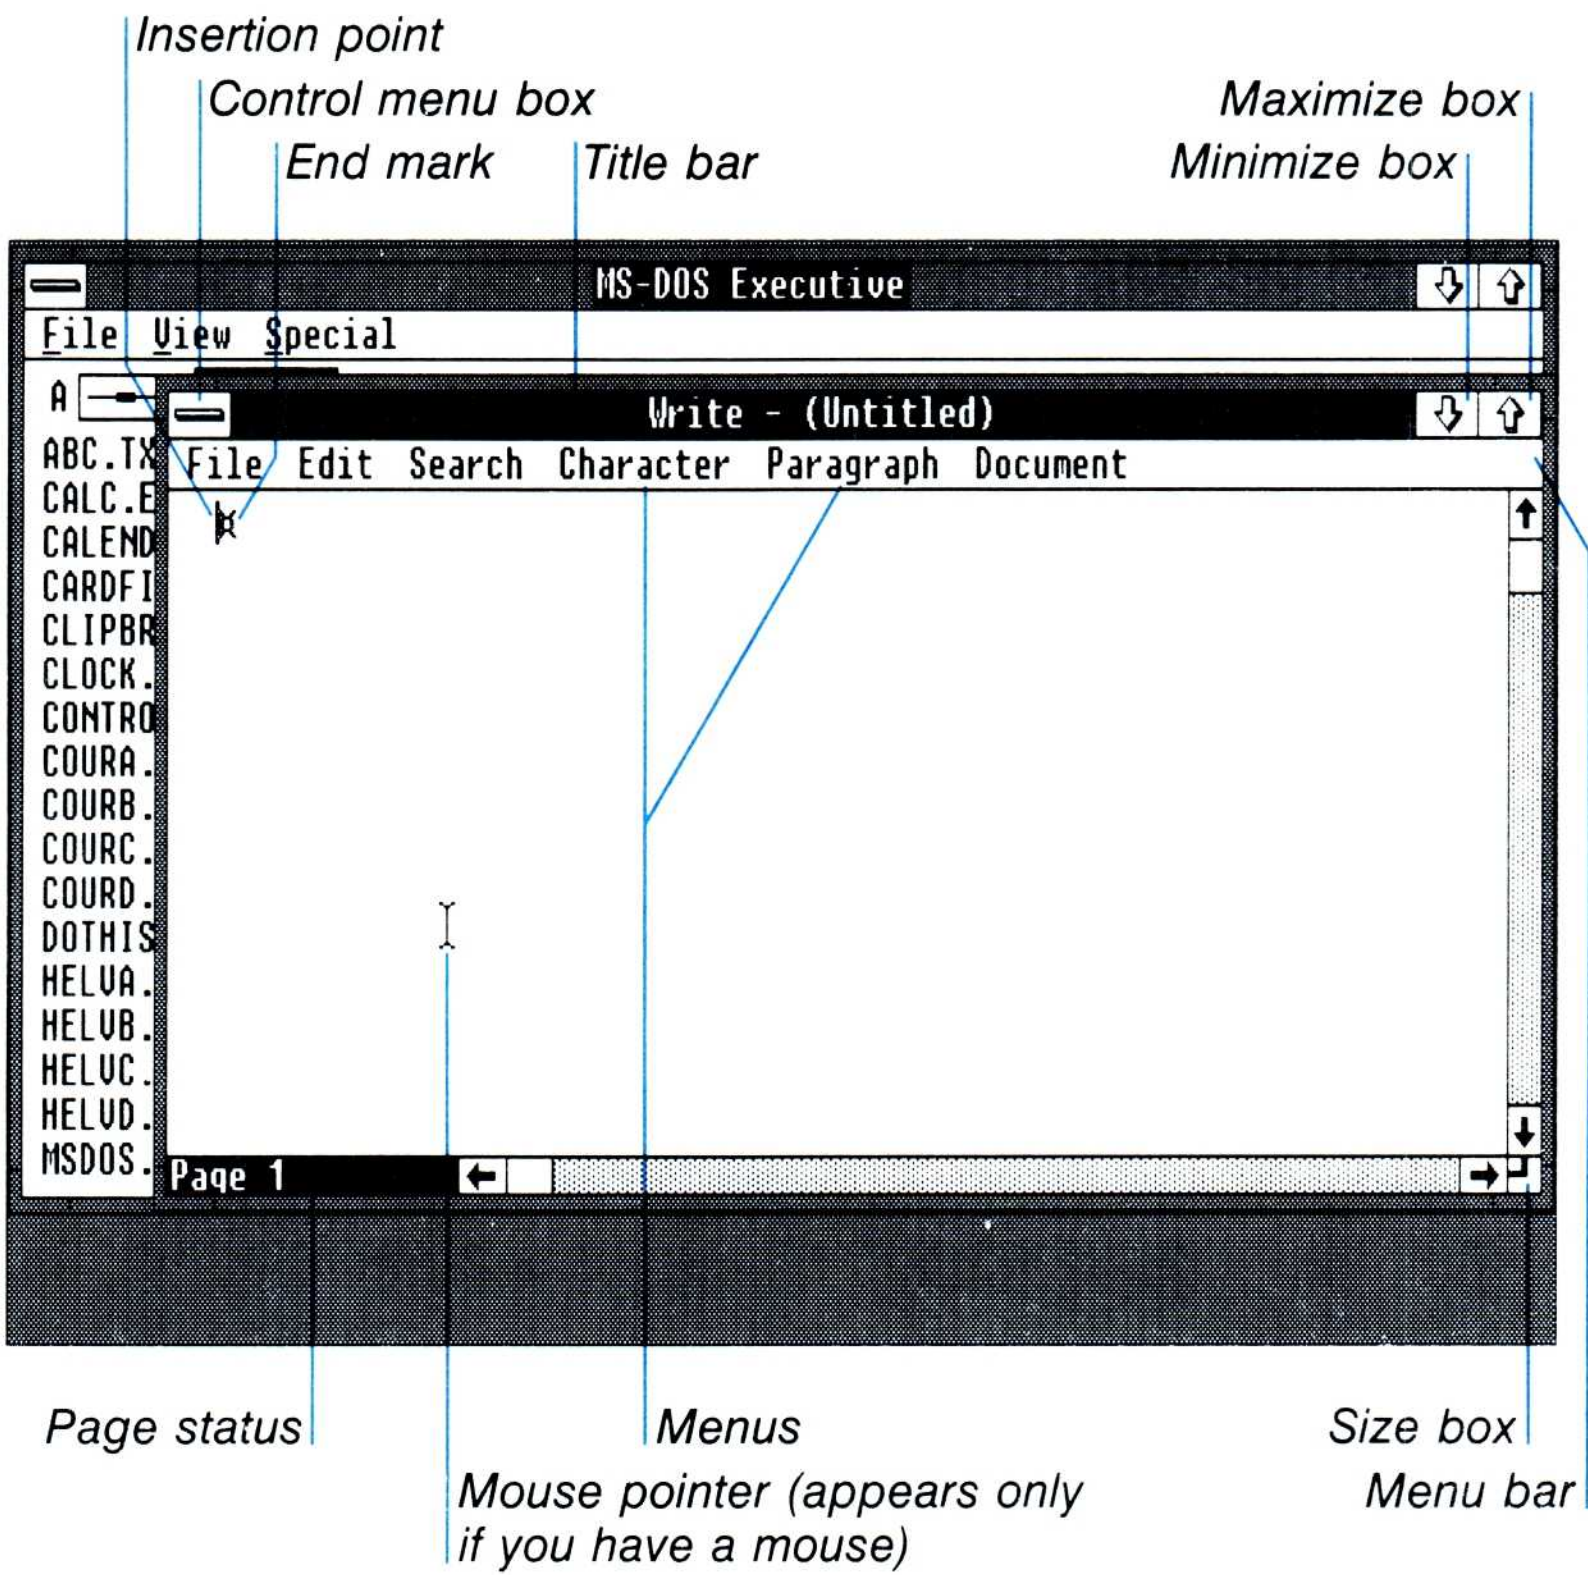 Insertion point
Control menu box
Maximize box
End mark
Title bar
Minimize box
MS-DOS Executive
File View Special
A
Write - (Untitled)
File Edit Search Character Paragraph Document
ABC.TX
CALC.E
CALEND
CARDFI
CLIPBR
CLOCK.
CONTRO
COURA.
COURB.
COURC.
COURD.
DOTHIS
HELVA.
HELVB.
HELVC.
HELVD.
MSDOS.
Page 1
Page status
Menus
Size box
Mouse pointer (appears only
if you have a mouse)
Menu bar